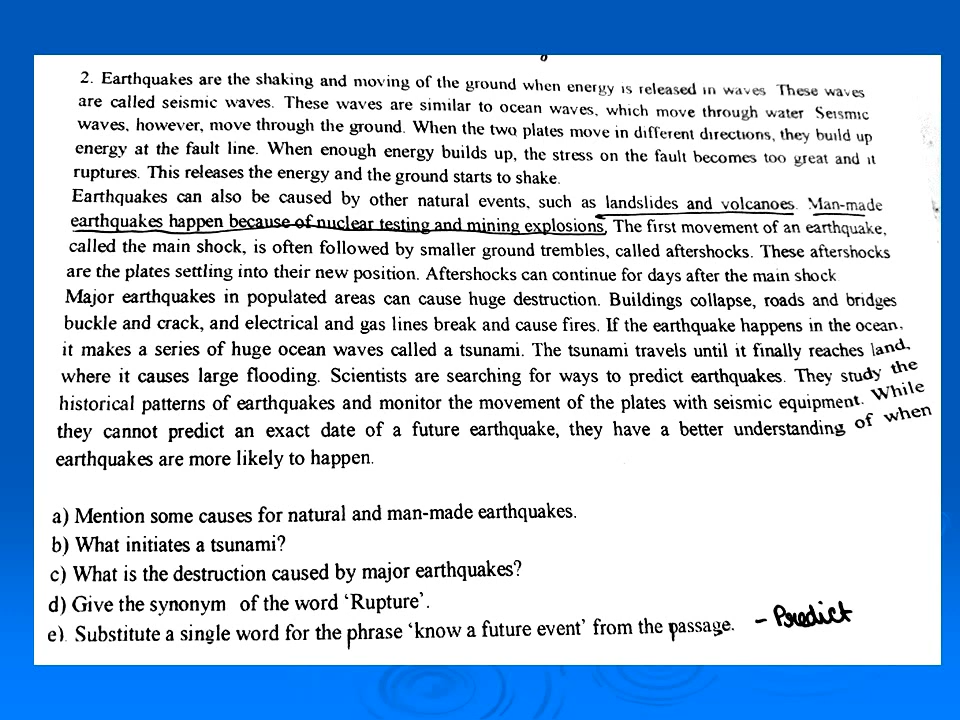 2. Earthquakes are the shaking and moving of the ground when energy is released in waves These waves
are called seismic waves. These waves are similar to ocean waves, which move through water Seismic
waves, however, move through the ground. When the two plates move in different directions, they build up
energy at the fault line. When enough energy builds up, the stress on the fault becomes too great and it
ruptures. This releases the energy and the ground starts to shake.
Earthquakes can also be caused by other natural events, such as landslides and volcanoes. Man-made
earthquakes happen because of nuclear testing and mining explosions, The first movement of an earthquake,
called the main shock, is often followed by smaller ground trembles, called aftershocks. These aftershocks
are the plates settling into their new position. Aftershocks can continue for days after the main shock
Major earthquakes in populated areas can cause huge destruction. Buildings collapse, roads and bridges
buckle and crack, and electrical and gas lines break and cause fires. If the earthquake happens in the ocean,
it makes a series of huge ocean waves called a tsunami. The tsunami travels until it finally reaches land,
where it causes large flooding. Scientists are searching for ways to predict earthquakes. They study the
historical patterns of earthquakes and monitor the movement of the plates with seismic equipment. While
they cannot predict an exact date of a future earthquake, they have a better understanding of when
earthquakes are more likely to happen.
a) Mention some causes for natural and man-made earthquakes.
b) What initiates a tsunami?
c) What is the destruction caused by major earthquakes?
d) Give the synonym of the word ‘Rupture’.
e). Substitute a single word for the phrase ‘know a future event’ from the passage. - Predict